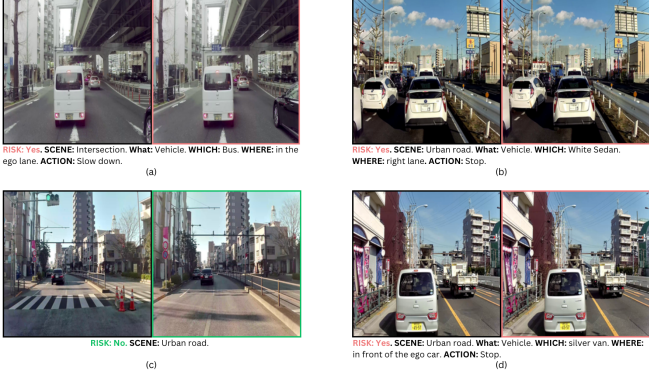 RISK: Yes. SCENE: Intersection. What: Vehicle. WHICH: Bus. WHERE: in the
ego lane. ACTION: Slow down.
(a)
RISK: Yes. SCENE: Urban road. What: Vehicle. WHICH: White Sedan.
WHERE: right lane. ACTION: Stop.
(b)
RISK: No. SCENE: Urban road.
(c)
RISK: Yes. SCENE: Urban road. What: Vehicle. WHICH: silver van. WHERE:
in front of the ego car. ACTION: Stop.
(d)